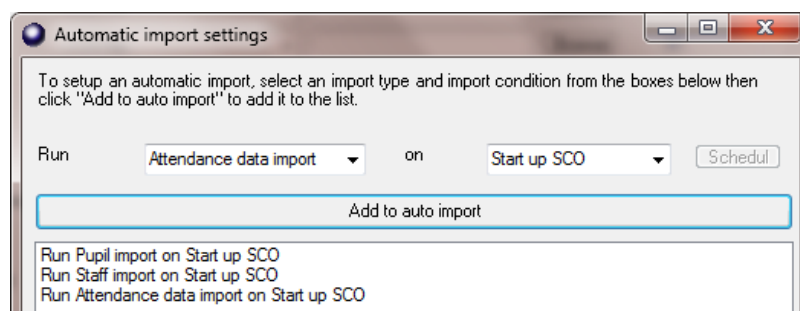 Automatic import settings
To setup an automatic import, select an import type and import condition from the boxes below then
click "Add to auto import" to add it to the list.
Run Attendance data import on Start up SCO Schedul
Add to auto import
Run Pupil import on Start up SCO
Run Staff import on Start up SCO
Run Attendance data import on Start up SCO